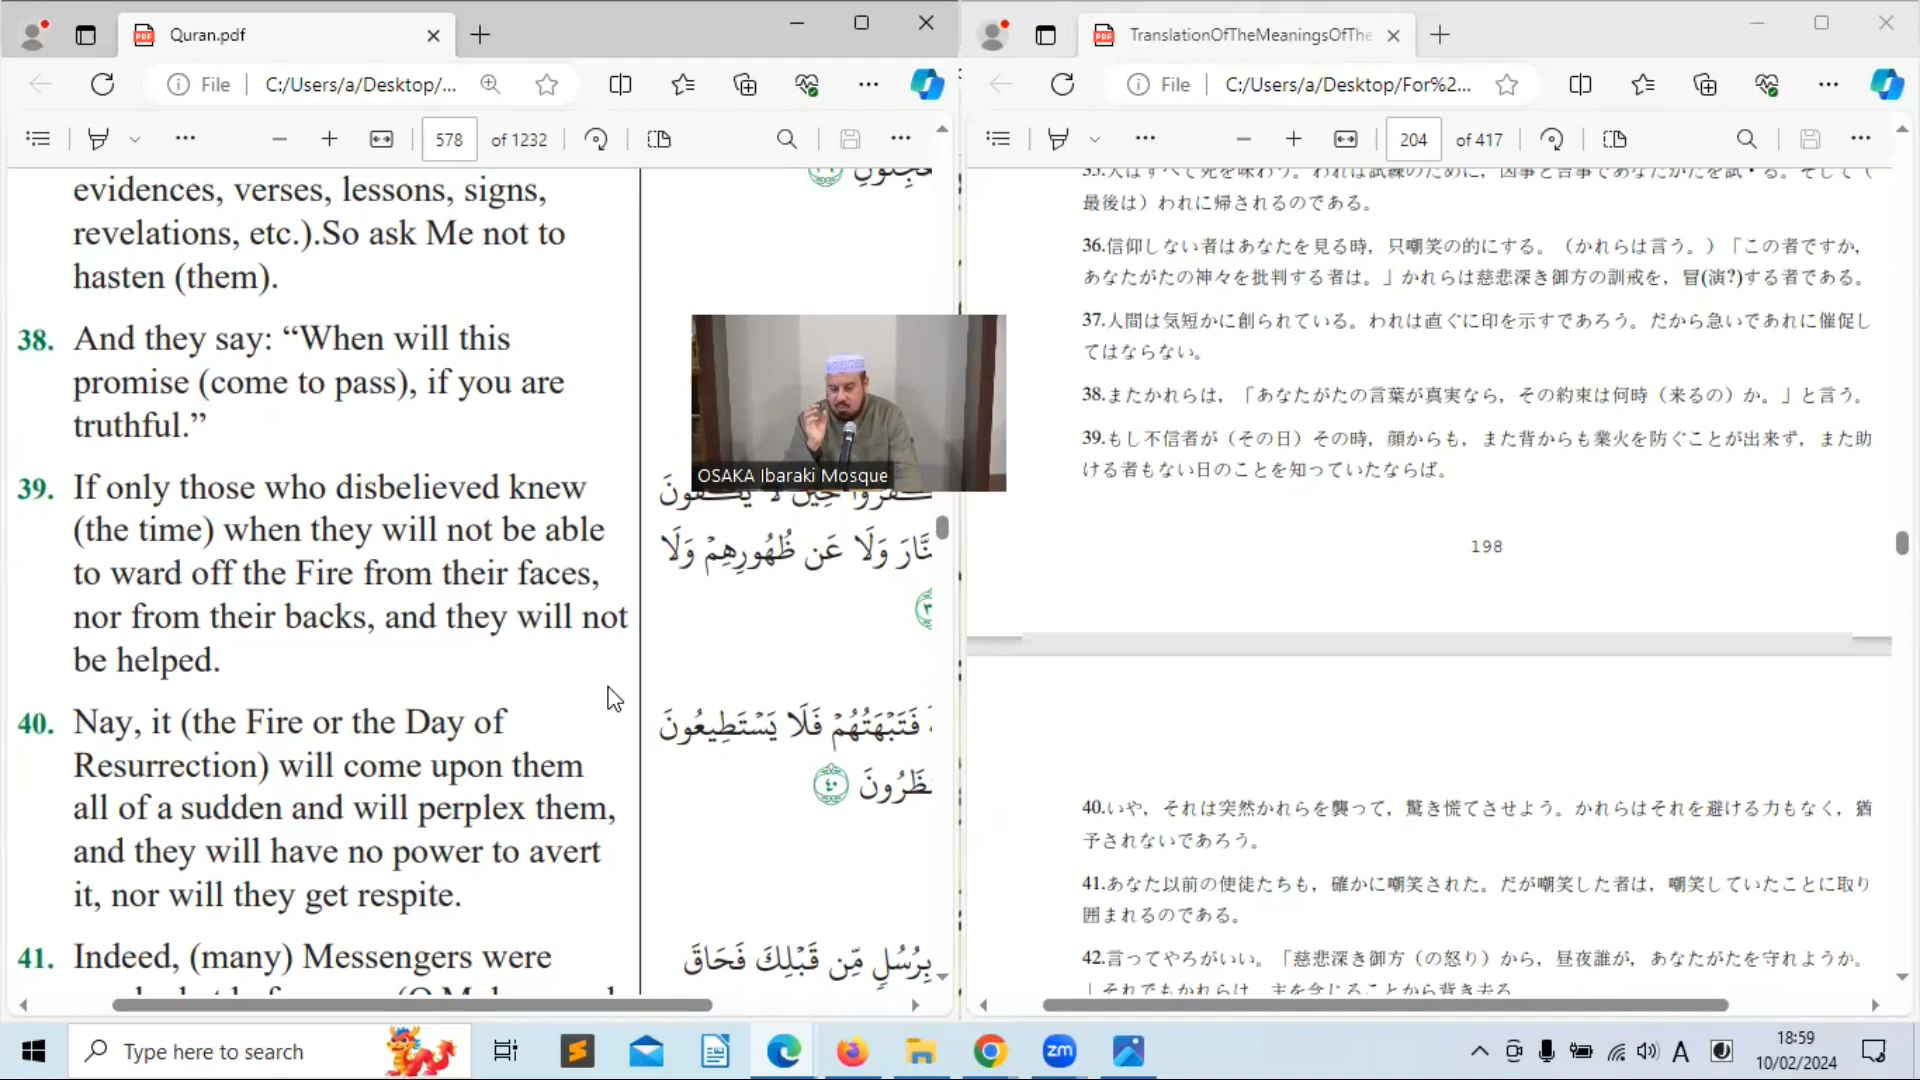 Quran.pdf
File
C:/Users/a/Desktop/...
578
of 1232
evidences, verses, lessons, signs,
revelations, etc.).So ask Me not to
hasten (them).
38. And they say: “When will this
promise (come to pass), if you are
truthful.”
39. If only those who disbelieved knew
(the time) when they will not be able
to ward off the Fire from their faces,
nor from their backs, and they will not
be helped.
40. Nay, it (the Fire or the Day of
Resurrection) will come upon them
all of a sudden and will perplex them,
and they will have no power to avert
it, nor will they get respite.
41. Indeed, (many) Messengers were
نَّارَ وَلَا عَن ظُهُورِهِمْ وَلَا
فَتَبْهَتُهُمْ فَلَا يَسْتَطِيعُونَ
٤٠
بِرُسُلٍ مِّن قَبْلِكَ فَحَاقَ
OSAKA Ibaraki Mosque
TranslationOfTheMeaningsOfThe
File
C:/Users/a/Desktop/For%2...
204
of 417
最後は）われに帰されるのである。
36.信仰しない者はあなたを見る時，只嘲笑の的にする。（かれらは言う。）「この者ですか，
あなたがたの神々を批判する者は。」かれらは慈悲深き御方の訓戒を，冒(演?)する者である。
37.人間は気短かに創られている。われは直ぐに印を示すであろう。だから急いであれに催促し
てはならない。
38.またかれらは，「あなたがたの言葉が真実なら，その約束は何時（来るの）か。」と言う。
39.もし不信者が（その日）その時，顔からも，また背からも業火を防ぐことが出来ず，また助
ける者もない日のことを知っていたならば。
198
40.いや，それは突然かれらを襲って，驚き慌てさせよう。かれらはそれを避ける力もなく，猶
予されないであろう。
41.あなた以前の使徒たちも，確かに嘲笑された。だが嘲笑した者は，嘲笑していたことに取り
囲まれるのである。
42.言ってやろがいい。「慈悲深き御方（の怒り）から，昼夜誰が，あなたがたを守れようか。
」それでもかれらは，主を念じることから背き去る
Type here to search
zm
A
18:59
10/02/2024